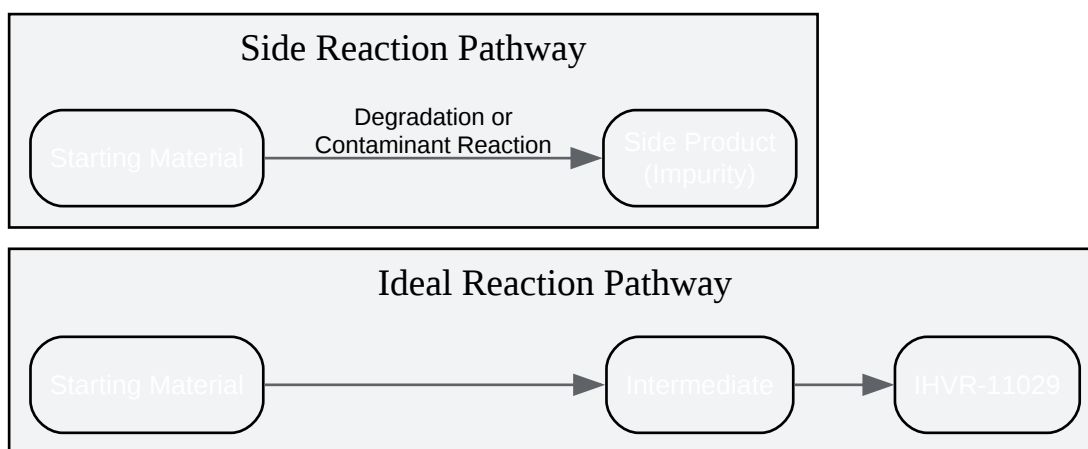 Side Reaction Pathway
Starting Material
Degradation or
Contaminant Reaction
Side Product
(Impurity)
Ideal Reaction Pathway
Starting Material
Intermediate
IHVR-11029